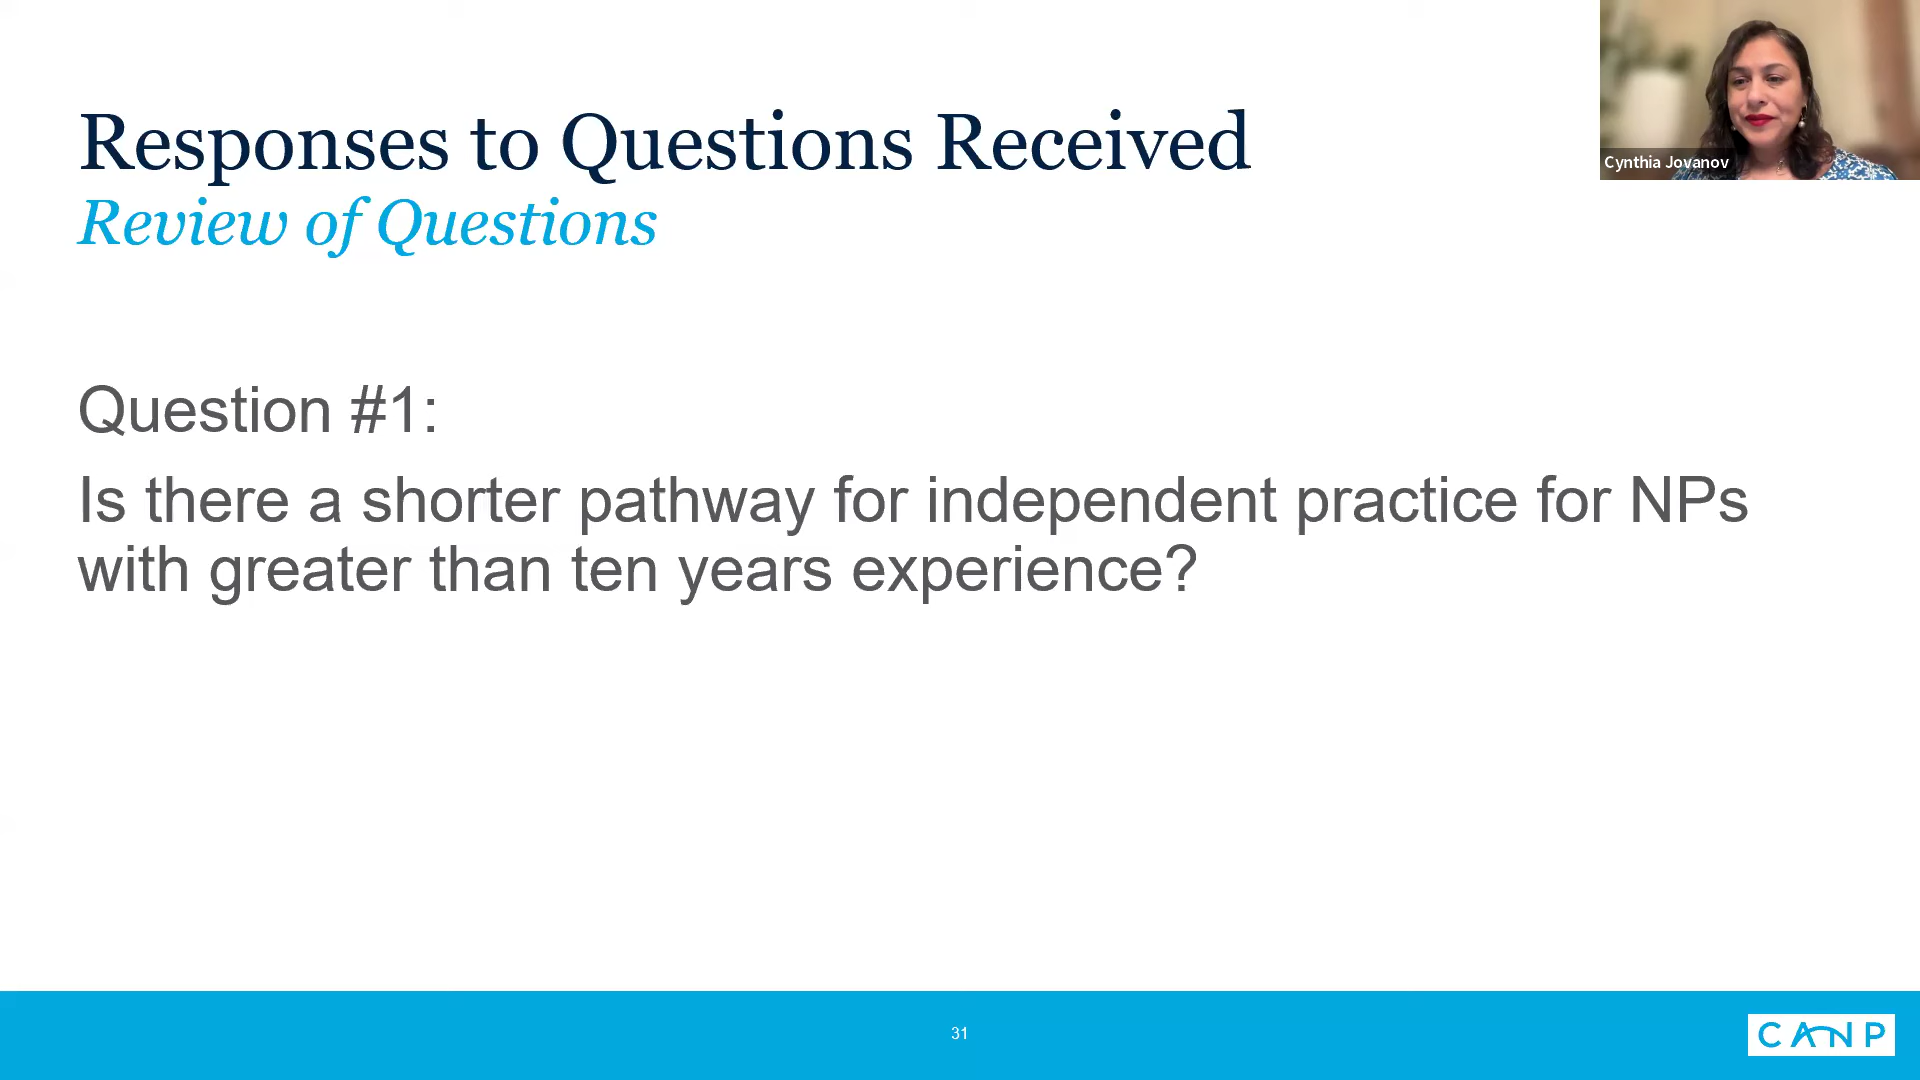 Responses to Questions Received
Review of Questions
Cynthia Jovanov
Question #1:
Is there a shorter pathway for independent practice for NPs
with greater than ten years experience?
31
CANP